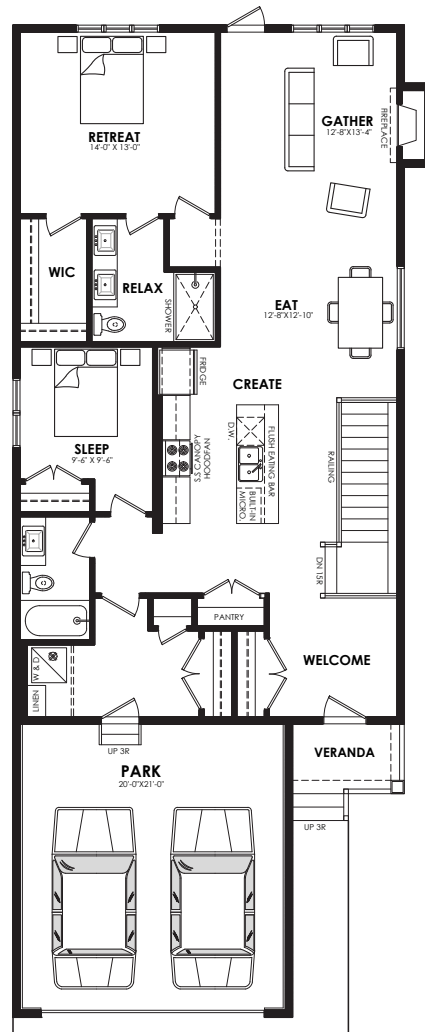 RETREAT
14'-0" X 13'-0"
GATHER
12'-8"X13'-4"
FIREPLACE
WIC
RELAX
SHOWER
EAT
12'-8"X12'-10"
CREATE
FRIDGE
SLEEP
9'-6" X 9'-6"
S.S CANOPY
HOODFAN
D.W.
FLUSH EATING BAR
BUILT-IN
MICRO.
RAILING
DN 15R
PANTRY
W & D
LINEN
WELCOME
UP 3R
VERANDA
PARK
20'-0"X21'-0"
UP 3R